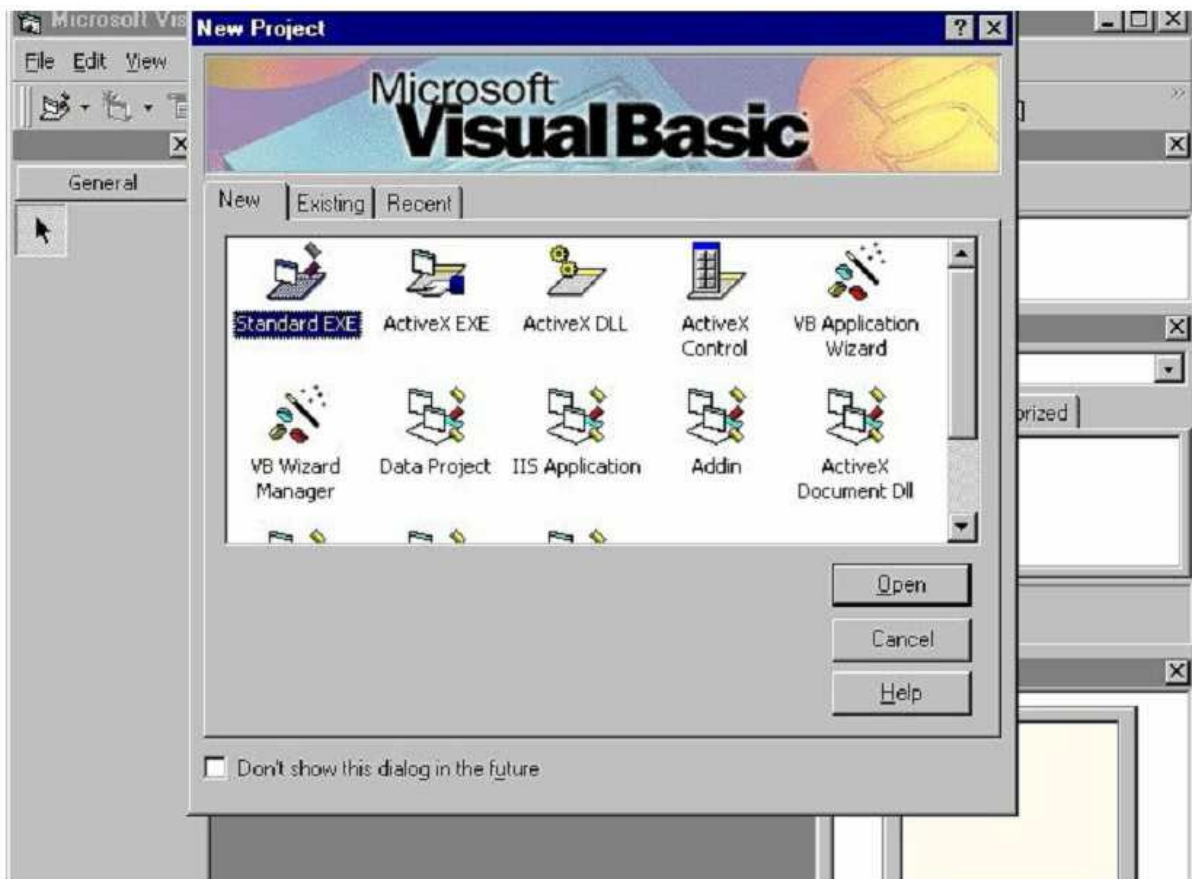 Microsoft Vis
New Project
File Edit View
Microsoft
Visual Basic
General
New Existing Recent
Standard EXE ActiveX EXE ActiveX DLL ActiveX Control VB Application Wizard
VB Wizard Manager Data Project IIS Application Addin ActiveX Document Dll
orized
Open
Cancel
Help
Don't show this dialog in the future